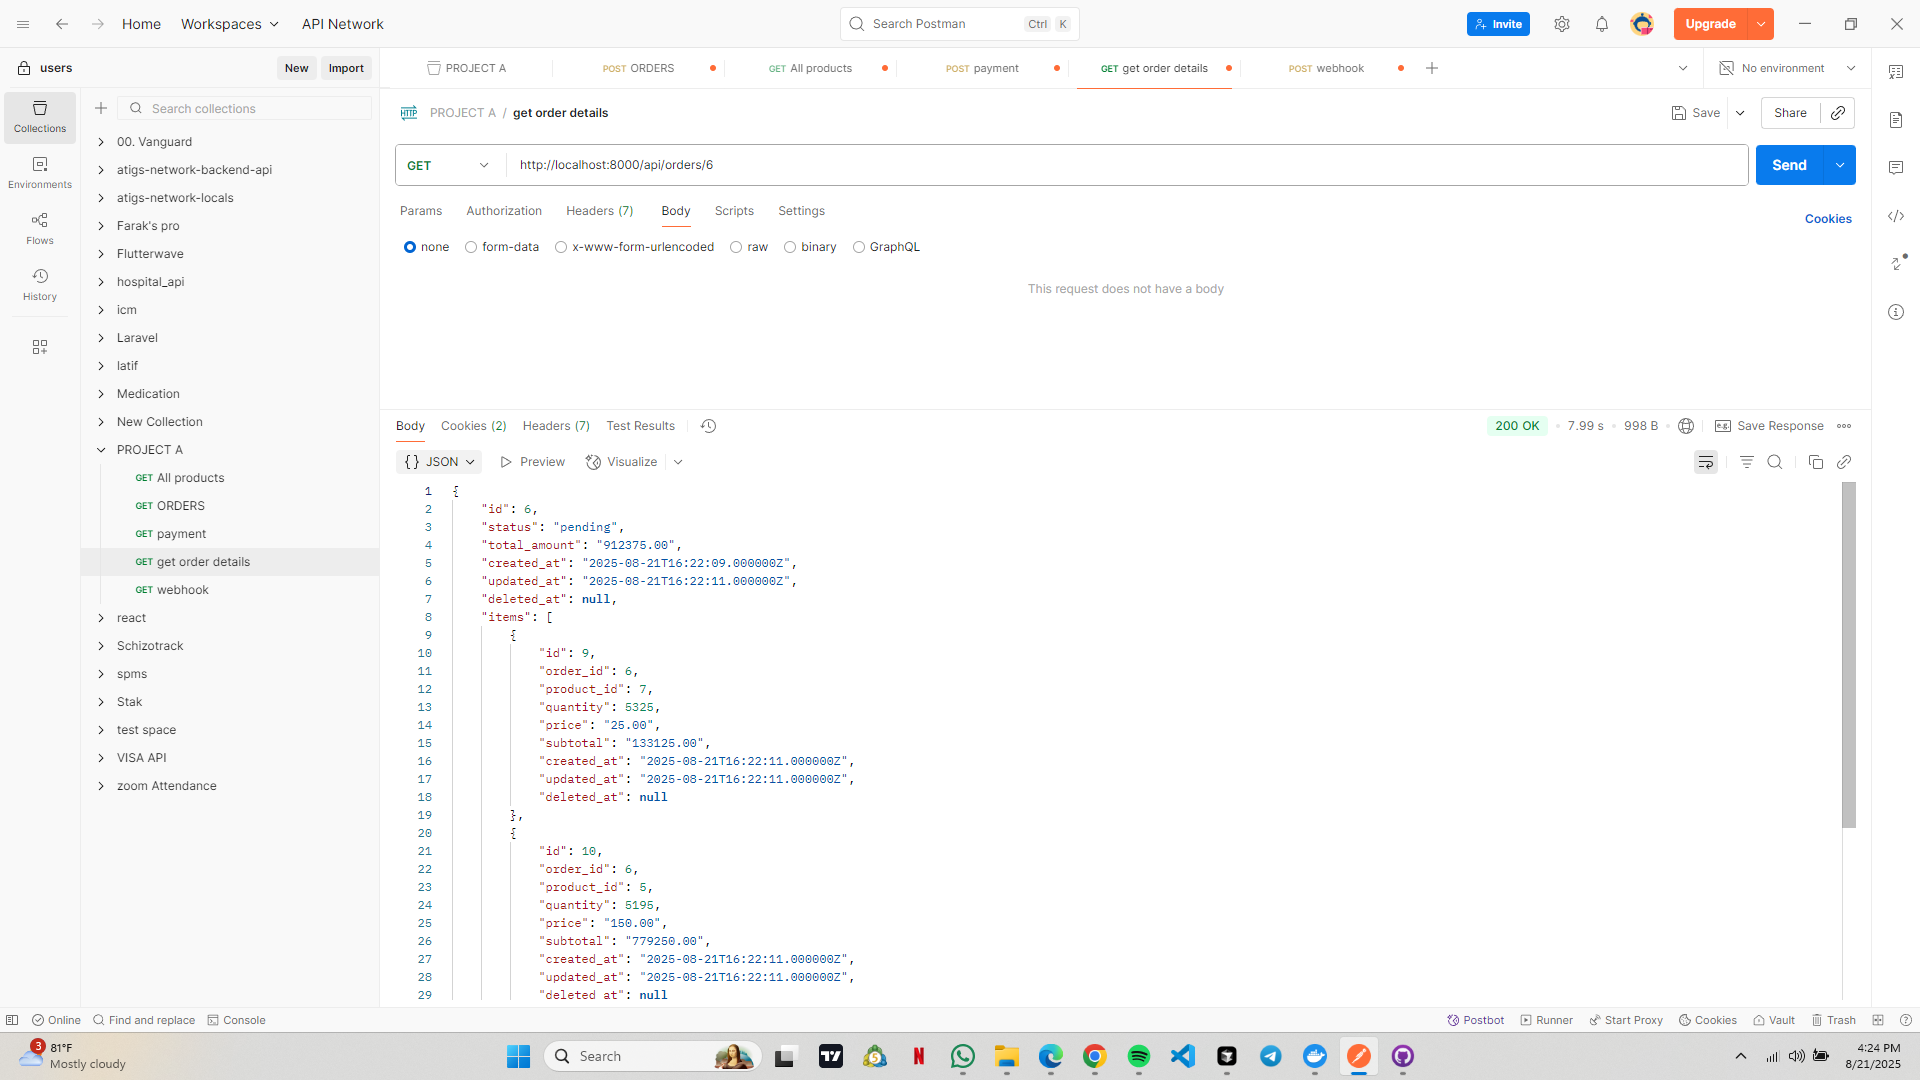 Home
Workspaces
API Network
Search Postman
Ctrl
K
Invite
Upgrade
users
New
Import
PROJECT A
POST ORDERS
GET All products
POST payment
GET get order details
POST webhook
No environment
Collections
Environments
Flows
History
Search collections
00. Vanguard
atigs-network-backend-api
atigs-network-locals
Farak's pro
Flutterwave
hospital_api
icm
Laravel
latif
Medication
New Collection
PROJECT A
GET All products
GET ORDERS
GET payment
GET get order details
GET webhook
react
Schizotrack
spms
Stak
test space
VISA API
zoom Attendance
HTTP PROJECT A / get order details
Save
Share
GET http://localhost:8000/api/orders/6
Send
Params Authorization Headers (7) Body Scripts Settings
Cookies
none form-data x-www-form-urlencoded raw binary GraphQL
This request does not have a body
Body Cookies (2) Headers (7) Test Results
200 OK • 7.99 s • 998 B •
e.g. Save Response
{} JSON Preview Visualize
1 {
2 "id": 6,
3 "status": "pending",
4 "total_amount": "912375.00",
5 "created_at": "2025-08-21T16:22:09.000000Z",
6 "updated_at": "2025-08-21T16:22:11.000000Z",
7 "deleted_at": null,
8 "items": [
9 {
10 "id": 9,
11 "order_id": 6,
12 "product_id": 7,
13 "quantity": 5325,
14 "price": "25.00",
15 "subtotal": "133125.00",
16 "created_at": "2025-08-21T16:22:11.000000Z",
17 "updated_at": "2025-08-21T16:22:11.000000Z",
18 "deleted_at": null
19 },
20 {
21 "id": 10,
22 "order_id": 6,
23 "product_id": 5,
24 "quantity": 5195,
25 "price": "150.00",
26 "subtotal": "779250.00",
27 "created_at": "2025-08-21T16:22:11.000000Z",
28 "updated_at": "2025-08-21T16:22:11.000000Z",
29 "deleted_at": null
Online Find and replace Console
Postbot Runner Start Proxy Cookies Vault Trash
3
81°F
Mostly cloudy
Search
4:24 PM
8/21/2025